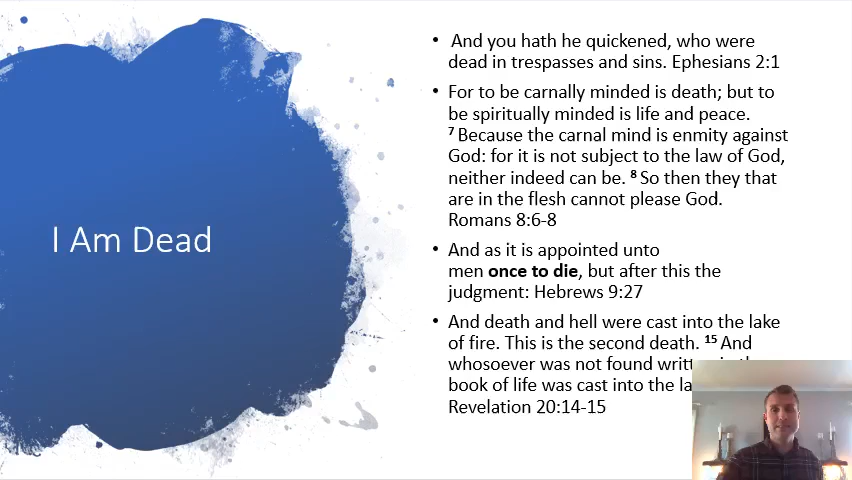 I Am Dead
• And you hath he quickened, who were
dead in trespasses and sins. Ephesians 2:1
• For to be carnally minded is death; but to
be spiritually minded is life and peace.
7 Because the carnal mind is enmity against
God: for it is not subject to the law of God,
neither indeed can be. 8 So then they that
are in the flesh cannot please God.
Romans 8:6-8
• And as it is appointed unto
men once to die, but after this the
judgment: Hebrews 9:27
• And death and hell were cast into the lake
of fire. This is the second death. 15 And
whosoever was not found
book of life was cast into the
Revelation 20:14-15